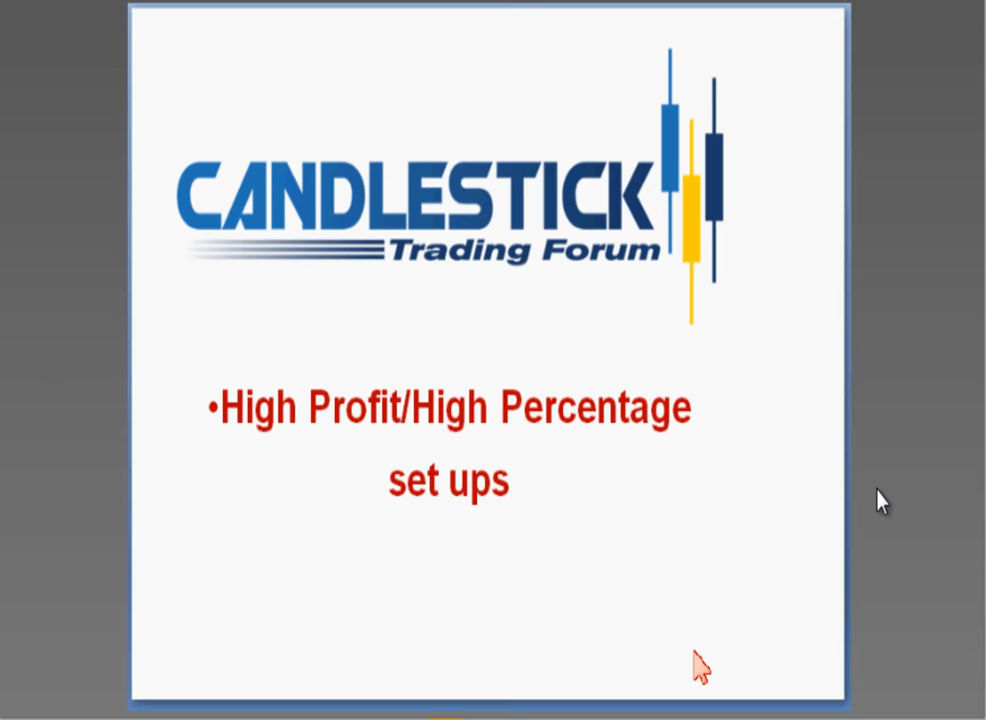 CANDLESTICK
Trading Forum
•High Profit/High Percentage
set ups